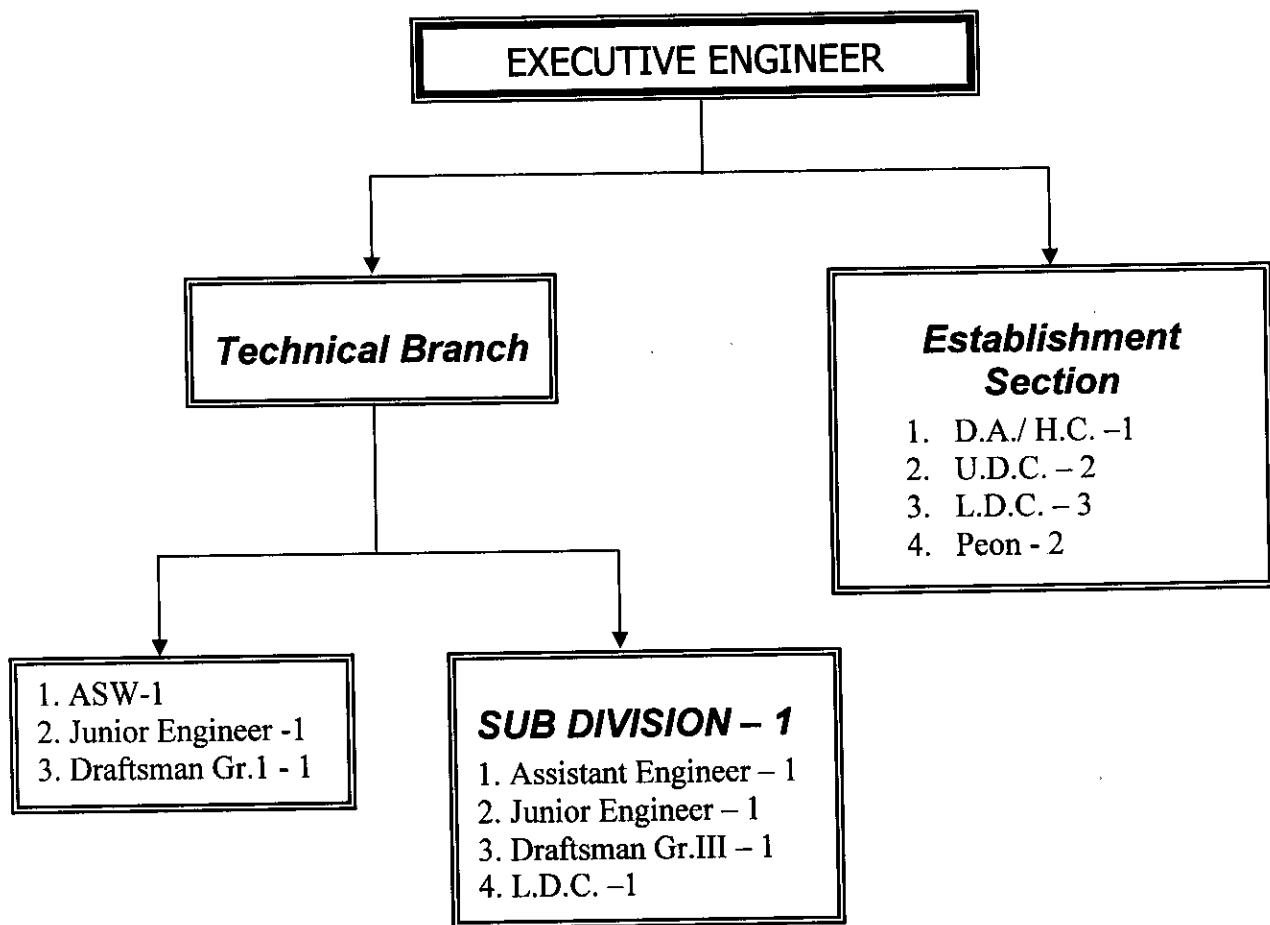 EXECUTIVE ENGINEER
Technical Branch
Establishment
Section
1. D.A./ H.C. –1
2. U.D.C. – 2
3. L.D.C. – 3
4. Peon - 2
1. ASW-1
2. Junior Engineer -1
3. Draftsman Gr.1 - 1
SUB DIVISION – 1
1. Assistant Engineer – 1
2. Junior Engineer – 1
3. Draftsman Gr.III – 1
4. L.D.C. –1